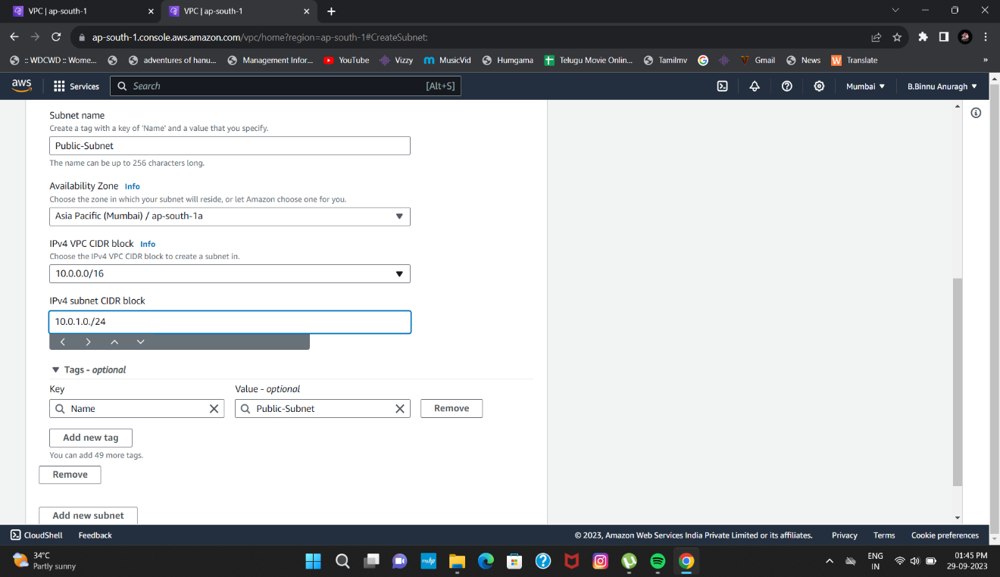 VPC | ap-south-1
VPC | ap-south-1
ap-south-1.console.aws.amazon.com/vpc/home?region=ap-south-1#CreateSubnet:
:: WDCWD :: Wome... adventures of hanu... Management Infor... YouTube Vizzy MusicVid Humgama Telugu Movie Onlin... Tamilmv Gmail News Translate »
aws Services Search [Alt+S] Mumbai B.Binnu Anuragh
Subnet name
Create a tag with a key of 'Name' and a value that you specify.
Public-Subnet
The name can be up to 256 characters long.
Availability Zone Info
Choose the zone in which your subnet will reside, or let Amazon choose one for you.
Asia Pacific (Mumbai) / ap-south-1a
IPv4 VPC CIDR block Info
Choose the IPv4 VPC CIDR block to create a subnet in.
10.0.0.0/16
IPv4 subnet CIDR block
10.0.1.0./24
Tags - optional
Key Value - optional
Name Public-Subnet Remove
Add new tag
You can add 49 more tags.
Remove
Add new subnet
CloudShell Feedback © 2023, Amazon Web Services India Private Limited or its affiliates. Privacy Terms Cookie preferences
34°C
Partly sunny
myhp
ENG
IN
01:45 PM
29-09-2023